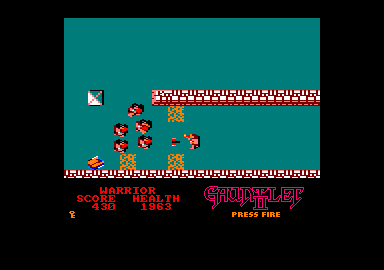 WARRIOR
SCORE HEALTH
430 1963
GAUNTLET
II
PRESS FIRE